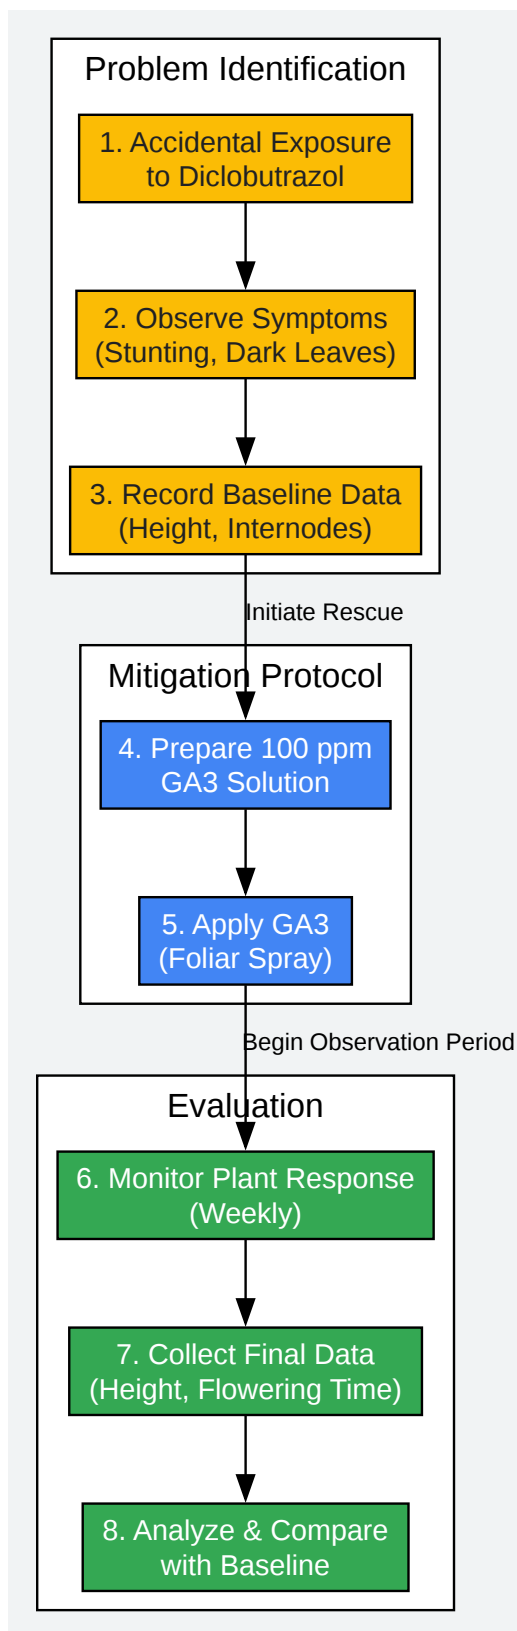 Problem Identification
1. Accidental Exposure
to Diclobutrazol
2. Observe Symptoms
(Stunting, Dark Leaves)
3. Record Baseline Data
(Height, Internodes)
Initiate Rescue
Mitigation Protocol
4. Prepare 100 ppm
GA3 Solution
5. Apply GA3
(Foliar Spray)
Begin Observation Period
Evaluation
6. Monitor Plant Response
(Weekly)
7. Collect Final Data
(Height, Flowering Time)
8. Analyze & Compare
with Baseline